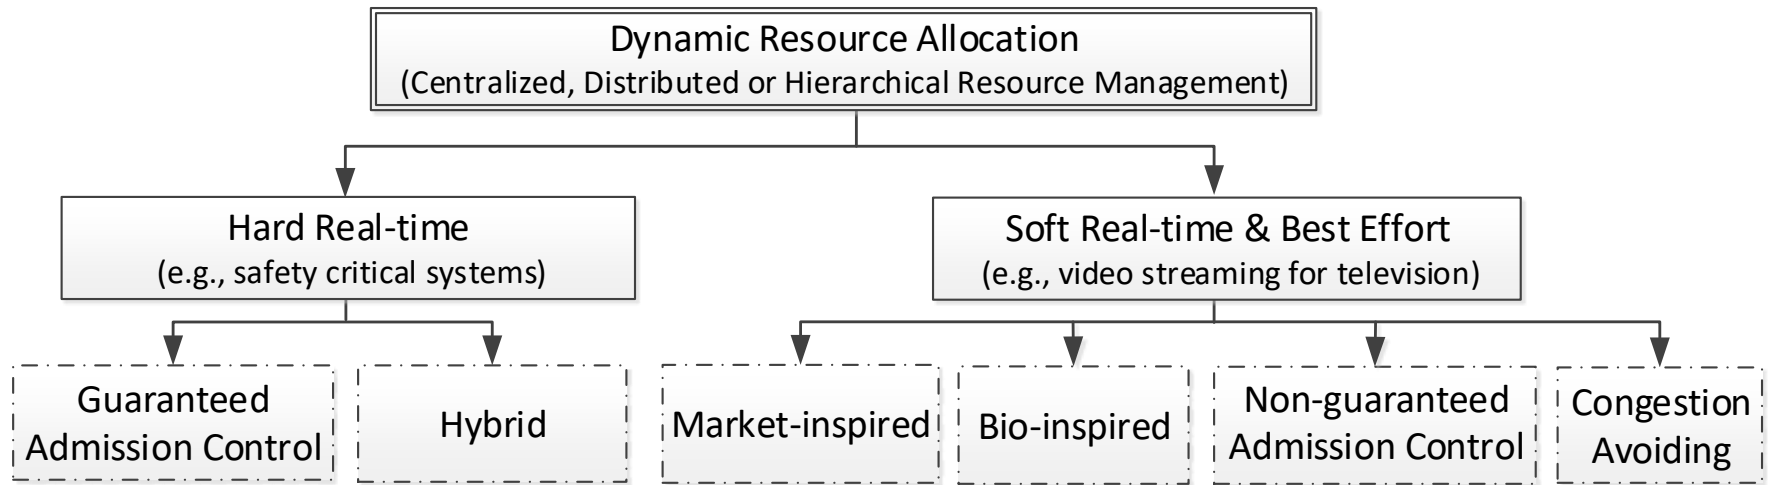 Dynamic Resource Allocation
(Centralized, Distributed or Hierarchical Resource Management)
Hard Real-time
(e.g., safety critical systems)
Soft Real-time & Best Effort
(e.g., video streaming for television)
Guaranteed
Admission Control
Hybrid
Market-inspired
Bio-inspired
Non-guaranteed
Admission Control
Congestion
Avoiding